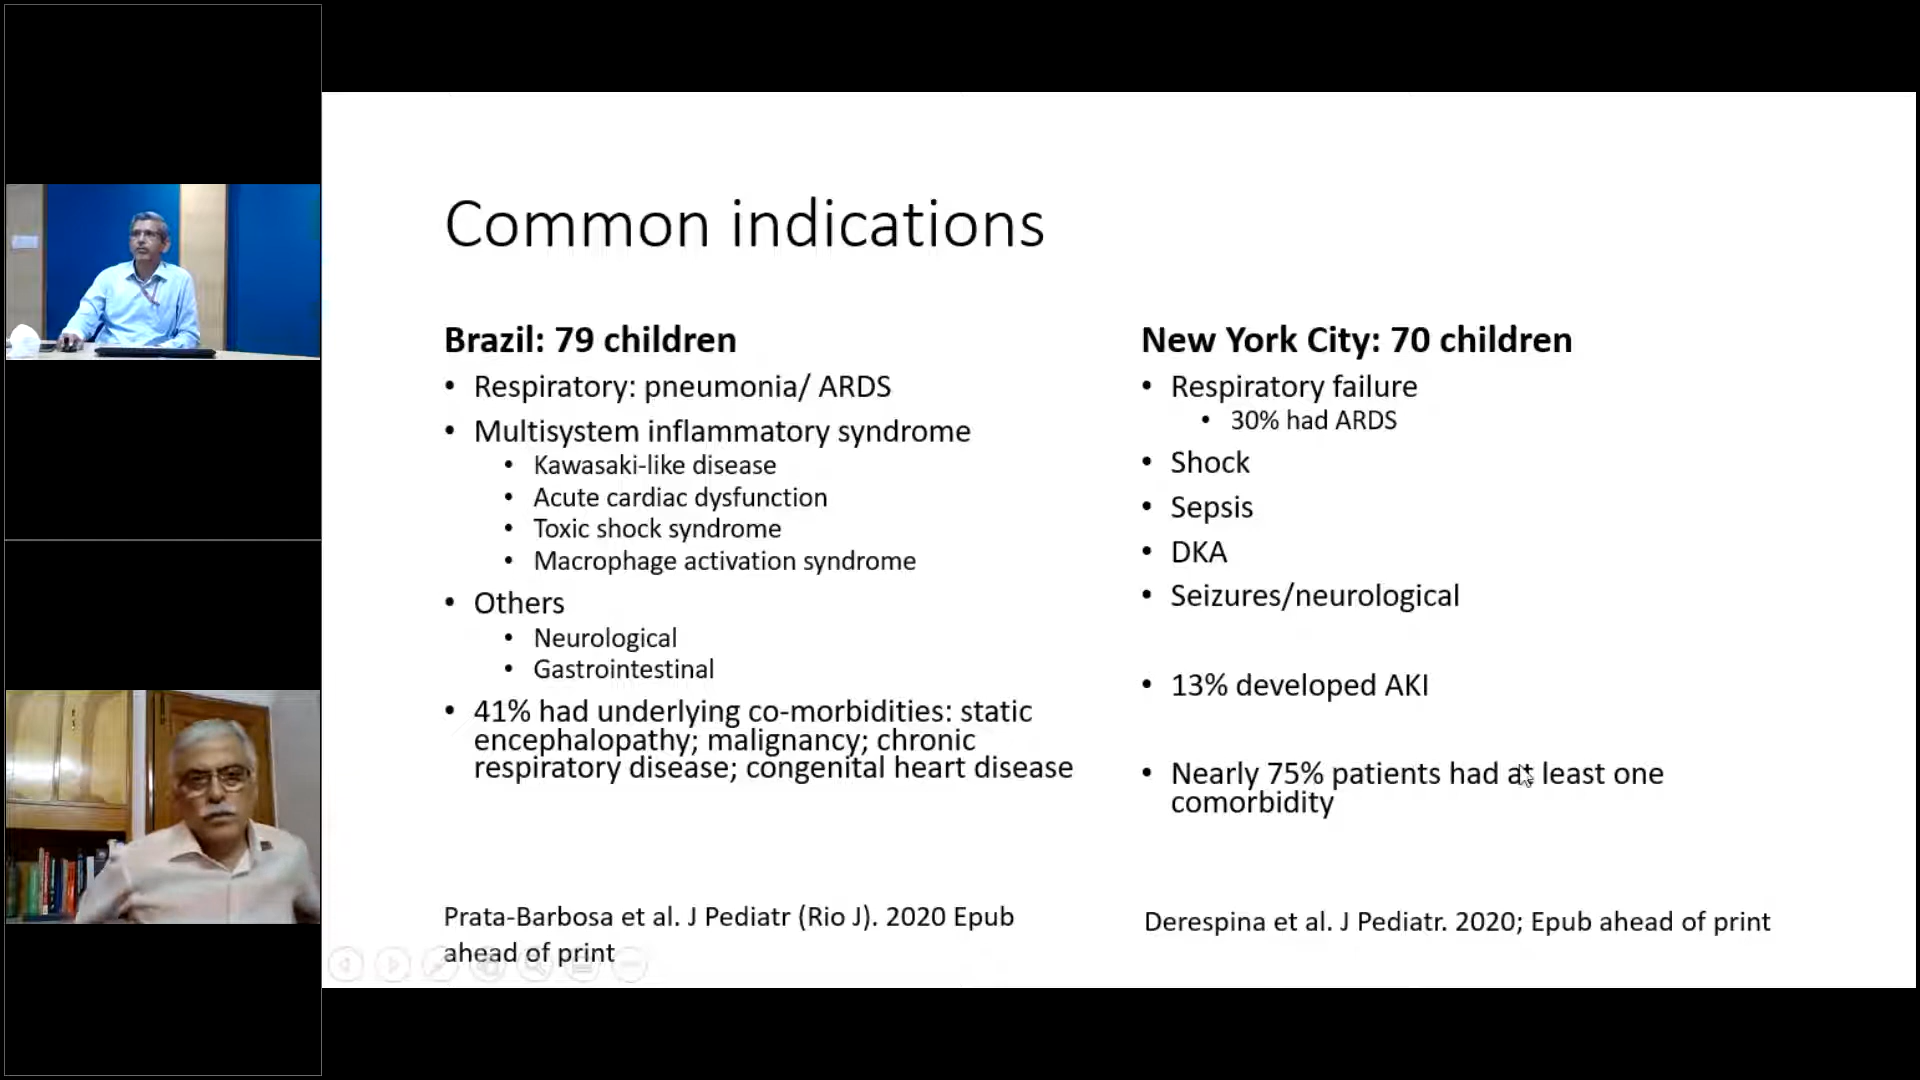 Common indications
Brazil: 79 children
• Respiratory: pneumonia/ ARDS
• Multisystem inflammatory syndrome
• Kawasaki-like disease
• Acute cardiac dysfunction
• Toxic shock syndrome
• Macrophage activation syndrome
• Others
• Neurological
• Gastrointestinal
• 41% had underlying co-morbidities: static
encephalopathy; malignancy; chronic
respiratory disease; congenital heart disease
Prata-Barbosa et al. J Pediatr (Rio J). 2020 Epub
ahead of print
New York City: 70 children
• Respiratory failure
• 30% had ARDS
• Shock
• Sepsis
• DKA
• Seizures/neurological
• 13% developed AKI
• Nearly 75% patients had at least one
comorbidity
Derespina et al. J Pediatr. 2020; Epub ahead of print